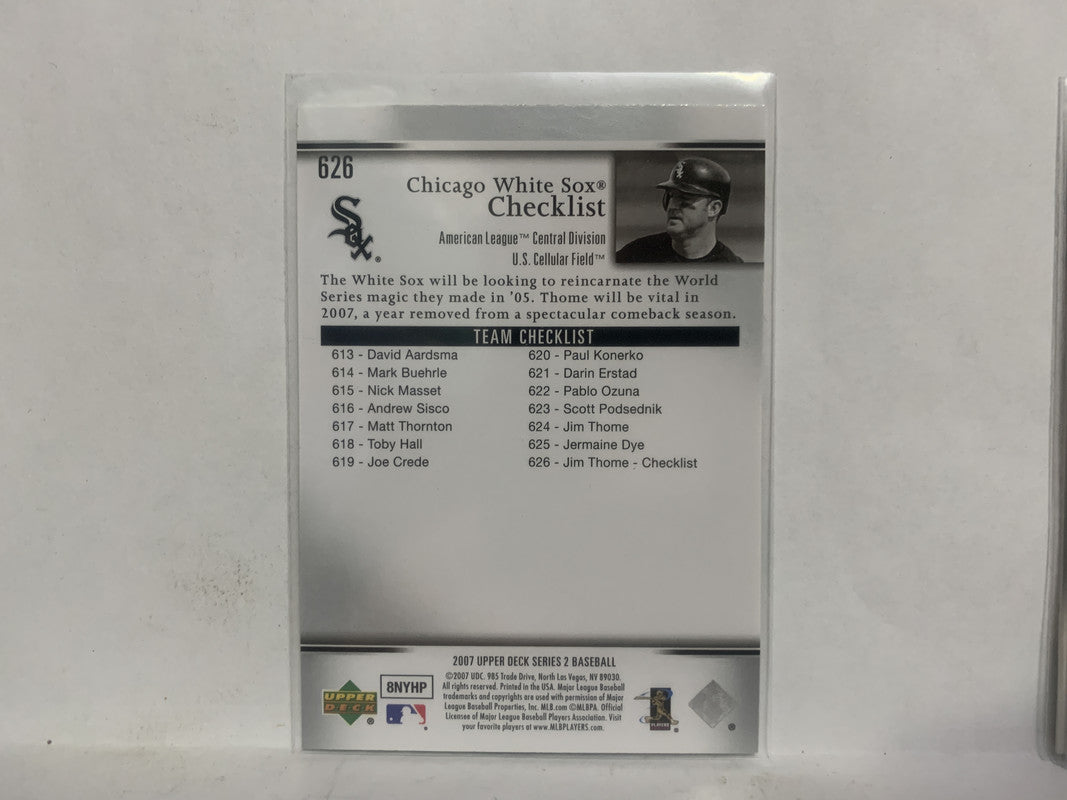 626
Chicago White Sox®
Checklist
Sox®
American League™ Central Division
U.S. Cellular Field™
The White Sox will be looking to reincarnate the World
Series magic they made in '05. Thome will be vital in
2007, a year removed from a spectacular comeback season.
TEAM CHECKLIST
613 - David Aardsma
614 - Mark Buehrle
615 - Nick Masset
616 - Andrew Sisco
617 - Matt Thornton
618 - Toby Hall
619 - Joe Crede
620 - Paul Konerko
621 - Darin Erstad
622 - Pablo Ozuna
623 - Scott Podsednik
624 - Jim Thome
625 - Jermaine Dye
626 - Jim Thome - Checklist
2007 UPPER DECK SERIES 2 BASEBALL
©2007 UDC. 985 Trade Drive, North Las Vegas, NV 89030.
All rights reserved. Printed in the USA. Major League Baseball
trademarks and copyrights are used with permission of Major
League Baseball Properties, Inc. MLB.com ©MLBPA. Official
Licensee of Major League Baseball Players Association. Visit
your favorite players at www.MLBPLAYERS.com.
UPPER
DECK ®
8NYHP
PLAYERS